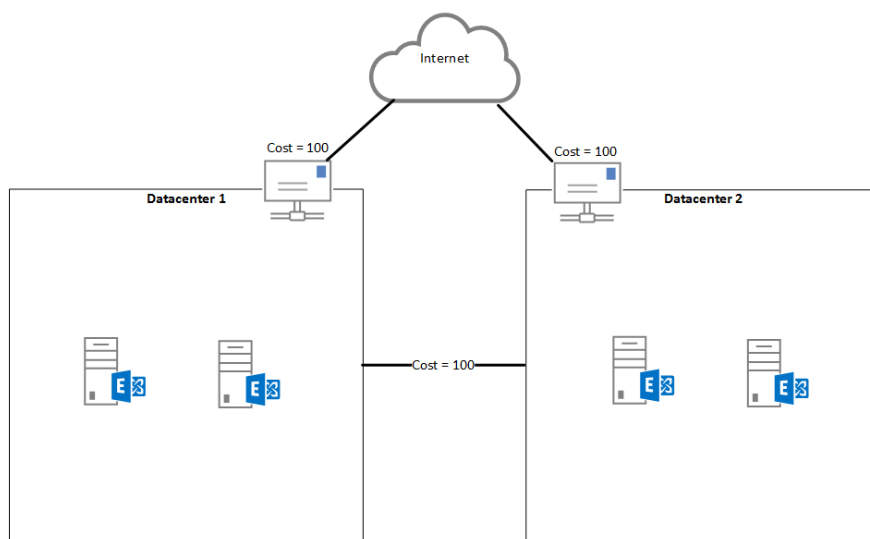 Internet
Cost = 100
Cost = 100
Datacenter 1
Datacenter 2
Cost = 100
E
E
E
E